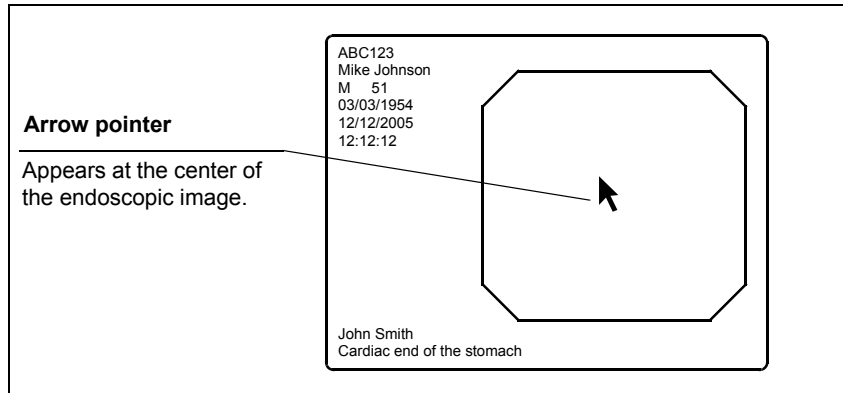 ABC123
Mike Johnson
M 51
03/03/1954
12/12/2005
12:12:12
Arrow pointer
Appears at the center of
the endoscopic image.
John Smith
Cardiac end of the stomach